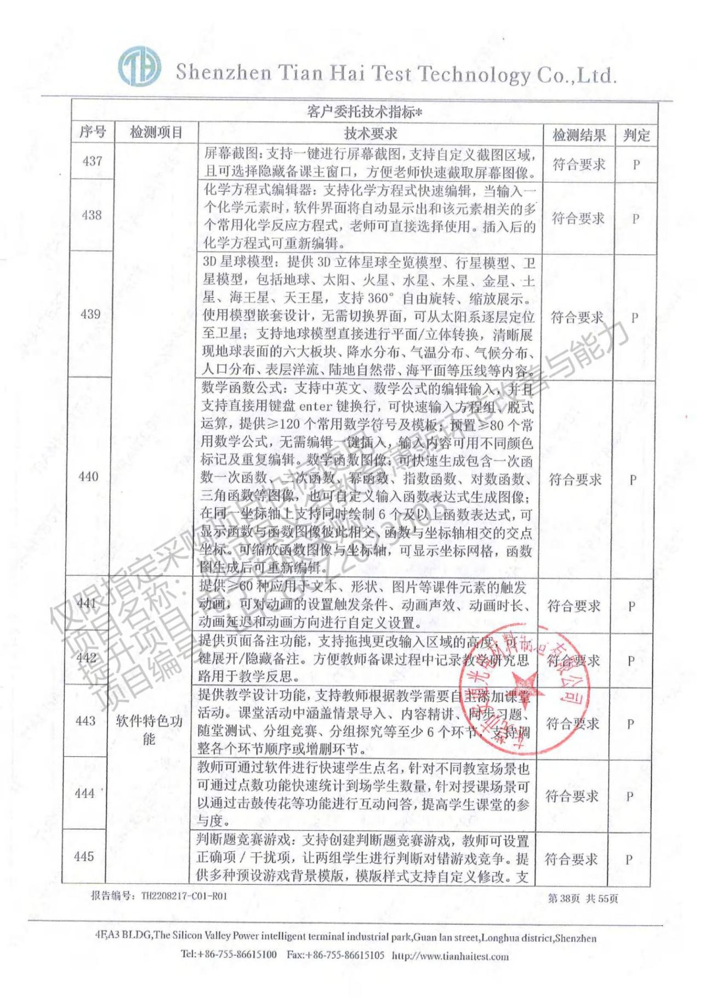 TH Shenzhen Tian Hai Test Technology Co.,Ltd.
客户委托技术指标*
序号 检测项目 技术要求 检测结果 判定
437 屏幕截图：支持一键进行屏幕截图，支持自定义截图区域，
且可选择隐藏备课主窗口，方便老师快速截取屏幕图像。 符合要求 P
438 化学方程式编辑器：支持化学方程式快速编辑，当输入一
个化学元素时，软件界面将自动显示出和该元素相关的多
个常用化学反应方程式，老师可直接选择使用。插入后的
化学方程式可重新编辑。 符合要求 P
439 3D 星球模型：提供 3D 立体星球全览模型、行星模型、卫
星模型，包括地球、太阳、火星、水星、木星、金星、土
星、海王星、天王星，支持 360° 自由旋转、缩放展示。
使用模型嵌套设计，无需切换界面，可从太阳系逐层定位
至卫星；支持地球模型直接进行平面/立体转换，清晰展
现地球表面的六大板块、降水分布、气温分布、气候分布、
人口分布、表层洋流、陆地自然带、海平面等压线等内容。 符合要求 P
440 数学函数公式：支持中英文、数学公式的编辑输入，并且
支持直接用键盘 enter 键换行，可快速输入方程组、脱式
运算，提供≥120 个常用数学符号及模板；预置≥80 个常
用数学公式，无需编辑一键插入，输入内容可用不同颜色
标记及重复编辑。数学函数图像：可快速生成包含一次函
数一次函数、二次函数、幂函数、指数函数、对数函数、
三角函数等图像，也可自定义输入函数表达式生成图像；
在同一坐标轴上支持同时绘制 6 个及以上函数表达式，可
显示函数与函数图像彼此相交、函数与坐标轴相交的交点
坐标。可缩放函数图像与坐标轴，可显示坐标网格，函数
图生成后可重新编辑。 符合要求 P
软件特色功
能
441 提供≥60 种应用于文本、形状、图片等课件元素的触发
动画，可对动画的设置触发条件、动画声效、动画时长、
动画延迟和动画方向进行自定义设置。 符合要求 P
442 提供页面备注功能，支持拖拽更改输入区域的高度，可一
键展开/隐藏备注。方便教师备课过程中记录教学研究思
路用于教学反思。 符合要求 P
443 提供教学设计功能，支持教师根据教学需要自主添加课堂
活动。课堂活动中涵盖情景导入、内容精讲、同步习题、
随堂测试、分组竞赛、分组探究等至少 6 个环节，支持调
整各个环节顺序或增删环节。 符合要求 P
444 教师可通过软件进行快速学生点名，针对不同教室场景也
可通过点数功能快速统计到场学生数量，针对授课场景可
以通过击鼓传花等功能进行互动问答，提高学生课堂的参
与度。 符合要求 P
445 判断题竞赛游戏：支持创建判断题竞赛游戏，教师可设置
正确项 / 干扰项，让两组学生进行判断对错游戏竞争。提
供多种预设游戏背景模版，模版样式支持自定义修改。支 符合要求 P
仅限指定采购项目投标使用：
改善与能力
提升项目
光电材料制造有限公司
报告编号：TH2208217-C01-R01 第 38页 共 55页
4F,A3 BLDG,The Silicon Valley Power intelligent terminal industrial park,Guan lan street,Longhua district,Shenzhen
Tel:+86-755-86615100 Fax:+86-755-86615105 http://www.tianhaitest.com